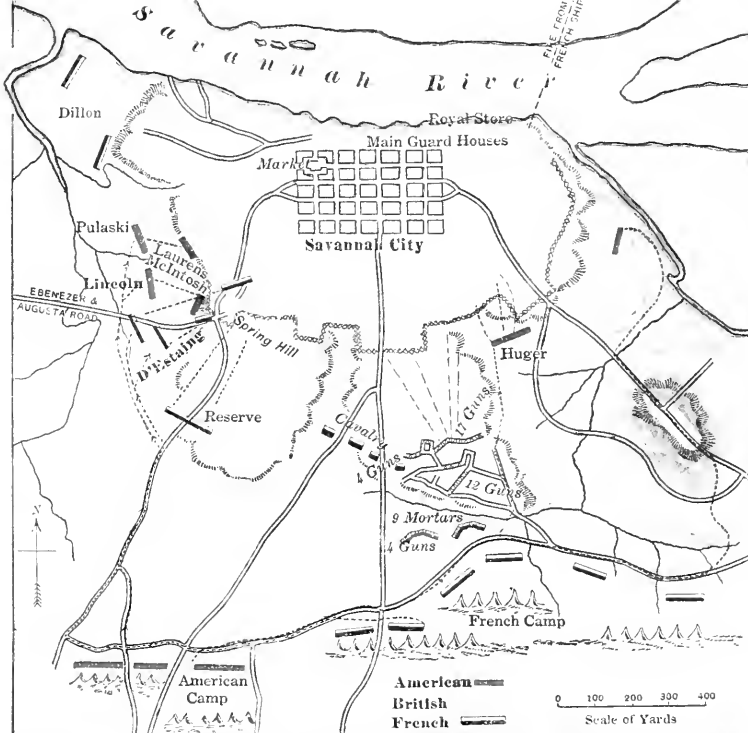 Savannah River
FIRE FROM
FRENCH SHIP
Dillon
Royal Store
Main Guard Houses
Market
Savannah City
Pulaski
Laurens
McIntosh
Lincoln
EBENEZER &
AUGUSTA ROAD
Spring Hill
D'Estaing
Huger
Reserve
Cavalry
17 Guns
4 Guns
12 Guns
9 Mortars
4 Guns
N
French Camp
American
Camp
American
British
French
0 100 200 300 400
Scale of Yards